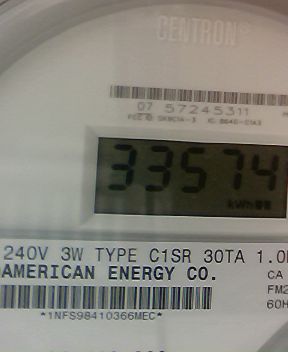 CENTRON®
07 57245311
33574
kWh
240V 3W TYPE C1SR 30TA 1.0
AMERICAN ENERGY CO.
CA
FM2
60H
*1NFS98410366MEC*